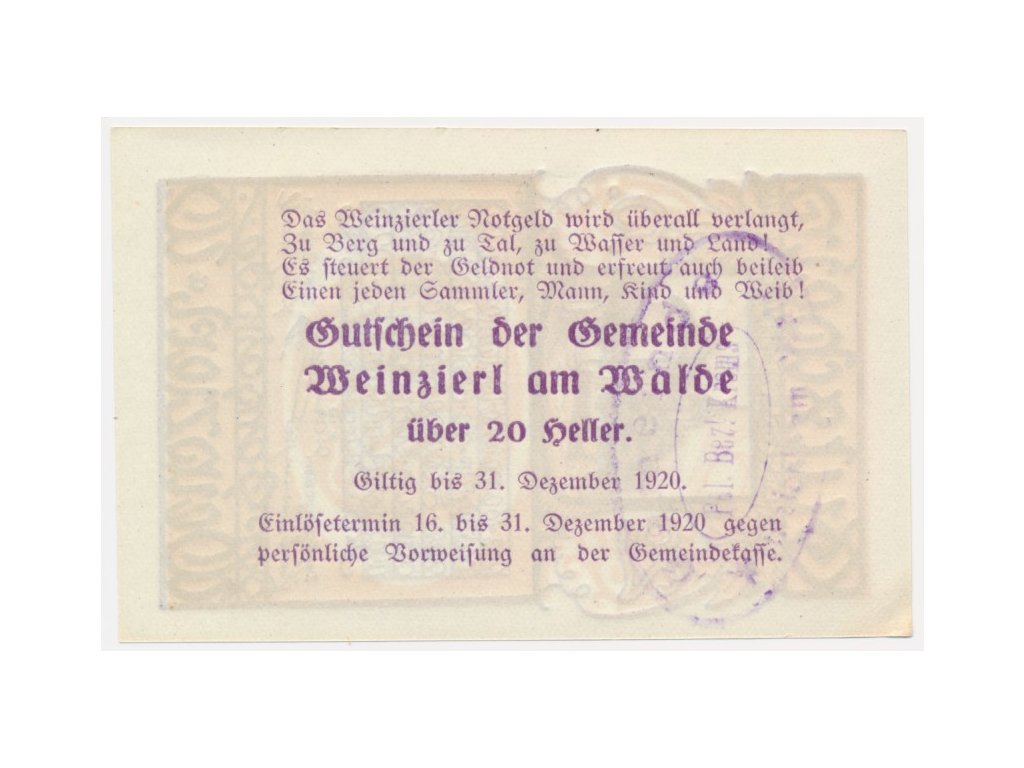 Das Weinzierler Notgeld wird überall verlangt,
Zu Berg und zu Tal, zu Wasser und Land!
Es steuert der Geldnot und erfreut auch beileib
Einen jeden Sammler, Mann, Kind und Weib!
Gutschein der Gemeinde
Weinzierl am Walde
über 20 Heller.
Giltig bis 31. Dezember 1920.
Einlösetermin 16. bis 31. Dezember 1920 gegen
persönliche Vorweisung an der Gemeindekasse.
Bez. Krems